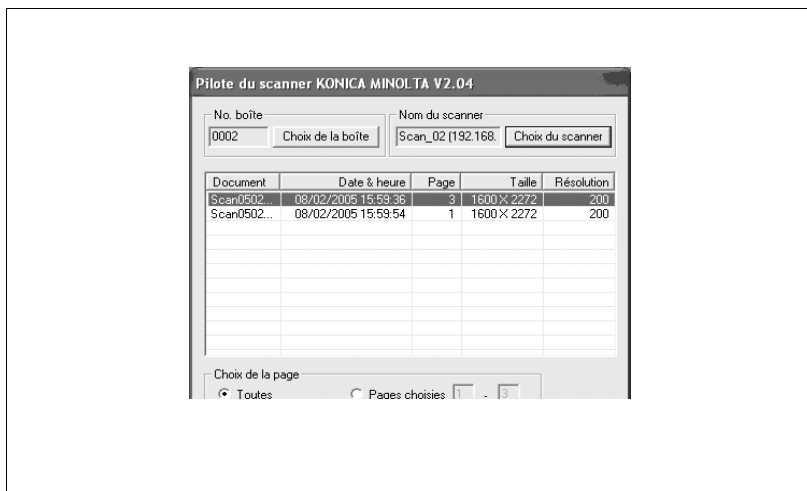 Pilote du scanner KONICA MINOLTA V2.04
No. boîte
0002
Choix de la boîte
Nom du scanner
Scan_02 (192.168.
Choix du scanner
Document Date & heure Page Taille Résolution
Scan0502... 08/02/2005 15:59:36 3 1600 X 2272 200
Scan0502... 08/02/2005 15:59:54 1 1600 X 2272 200
Choix de la page
Toutes Pages choisies 1 - 3